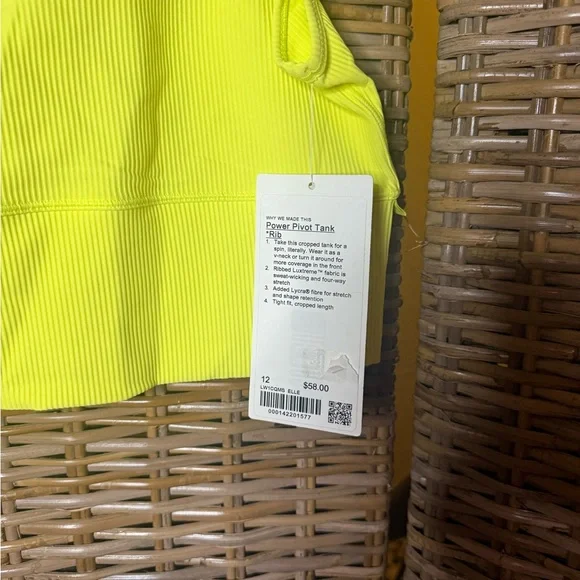 WHY WE MADE THIS
Power Pivot Tank
*Rib
1. Take this cropped tank for a
spin, literally. Wear it as a
v-neck or turn it around for
more coverage in the front
2. Ribbed Luxtreme™ fabric is
sweat-wicking and four-way
stretch
3. Added Lycra® fibre for stretch
and shape retention
4. Tight fit, cropped length
12 $58.00
LW1CQMS ELLE
000142201577